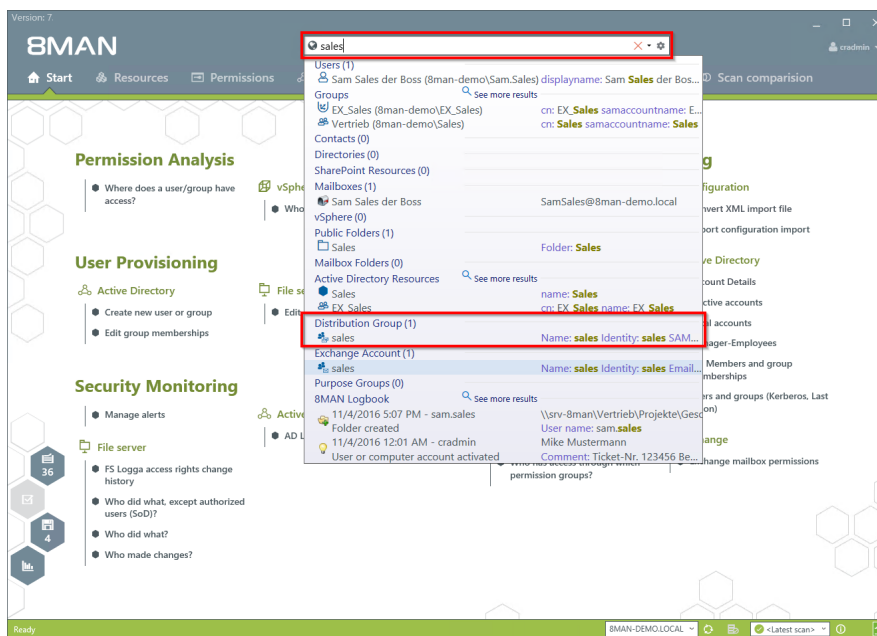 Version: 7.
8MAN
sales
cradmin
Start
Resources
Permissions
Scan comparision
Users (1)
Sam Sales der Boss (8man-demo\Sam.Sales) displayname: Sam Sales der Bos...
Groups
See more results
EX_Sales (8man-demo\EX_Sales) cn: EX_Sales samaccountname: E...
Vertrieb (8man-demo\Sales) cn: Sales samaccountname: Sales
Contacts (0)
Directories (0)
SharePoint Resources (0)
Mailboxes (1)
Sam Sales der Boss SamSales@8man-demo.local
vSphere (0)
Public Folders (1)
Sales Folder: Sales
Mailbox Folders (0)
Active Directory Resources See more results
Sales name: Sales
EX_Sales cn: EX_Sales name: EX_Sales
Distribution Group (1)
sales Name: sales Identity: sales SAM...
Exchange Account (1)
sales Name: sales Identity: sales Email...
Purpose Groups (0)
8MAN Logbook See more results
11/4/2016 5:07 PM - sam.sales \\srv-8man\Vertrieb\Projekte\Gesc
Folder created User name: sam.sales
11/4/2016 12:01 AM - cradmin Mike Mustermann
User or computer account activated Comment: Ticket-Nr. 123456 Be...
Permission Analysis
Where does a user/group have
access?
vSphe
Who
User Provisioning
Active Directory
Create new user or group
Edit group memberships
File se
Edit
Security Monitoring
Manage alerts
Active
AD L
File server
FS Logga access rights change
history
Who did what, except authorized
users (SoD)?
Who did what?
Who made changes?
36
4
g
figuration
nvert XML import file
port configuration import
ve Directory
count Details
ctive accounts
al accounts
nager-Employees
Members and group
mberships
ers and groups (Kerberos, Last
on)
ange
change mailbox permissions
Who has access through which
permission groups?
Ready
8MAN-DEMO.LOCAL
<Latest scan>